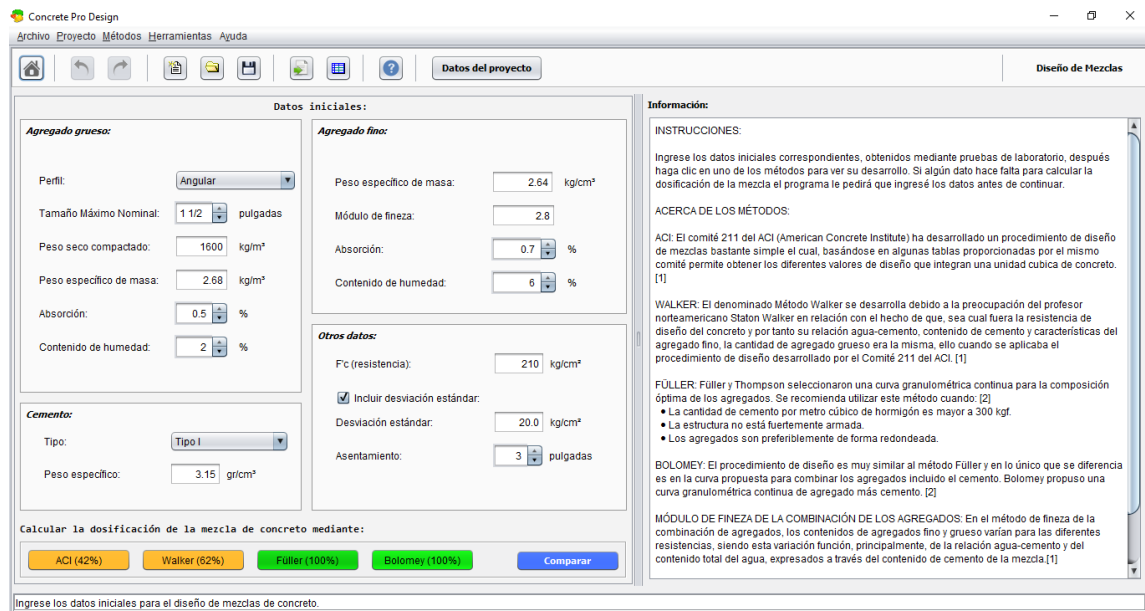 Concrete Pro Design
Archivo Proyecto Métodos Herramientas Ayuda
Datos del proyecto
Diseño de Mezclas
Datos iniciales:
Agregado grueso:
Perfil: Angular
Tamaño Máximo Nominal: 1 1/2 pulgadas
Peso seco compactado: 1600 kg/m³
Peso específico de masa: 2.68 kg/m³
Absorción: 0.5 %
Contenido de humedad: 2 %
Cemento:
Tipo: Tipo I
Peso específico: 3.15 gr/cm³
Agregado fino:
Peso específico de masa: 2.64 kg/cm³
Módulo de fineza: 2.8
Absorción: 0.7 %
Contenido de humedad: 6 %
Otros datos:
F'c (resistencia): 210 kg/cm²
Incluir desviación estándar:
Desviación estándar: 20.0 kg/cm²
Asentamiento: 3 pulgadas
Calcular la dosificación de la mezcla de concreto mediante:
ACI (42%) Walker (62%) Füller (100%) Bolomey (100%) Comparar
Información:
INSTRUCCIONES:
Ingrese los datos iniciales correspondientes, obtenidos mediante pruebas de laboratorio, después
haga clic en uno de los métodos para ver su desarrollo. Si algún dato hace falta para calcular la
dosificación de la mezcla el programa le pedirá que ingresé los datos antes de continuar.
ACERCA DE LOS MÉTODOS:
ACI: El comité 211 del ACI (American Concrete Institute) ha desarrollado un procedimiento de diseño
de mezclas bastante simple el cual, basándose en algunas tablas proporcionadas por el mismo
comité permite obtener los diferentes valores de diseño que integran una unidad cubica de concreto.
[1]
WALKER: El denominado Método Walker se desarrolla debido a la preocupación del profesor
norteamericano Staton Walker en relación con el hecho de que, sea cual fuera la resistencia de
diseño del concreto y por tanto su relación agua-cemento, contenido de cemento y características del
agregado fino, la cantidad de agregado grueso era la misma, ello cuando se aplicaba el
procedimiento de diseño desarrollado por el Comité 211 del ACI. [1]
FÜLLER: Füller y Thompson seleccionaron una curva granulométrica continua para la composición
óptima de los agregados. Se recomienda utilizar este método cuando: [2]
• La cantidad de cemento por metro cúbico de hormigón es mayor a 300 kgf.
• La estructura no está fuertemente armada.
• Los agregados son preferiblemente de forma redondeada.
BOLOMEY: El procedimiento de diseño es muy similar al método Füller y en lo único que se diferencia
es en la curva propuesta para combinar los agregados incluido el cemento. Bolomey propuso una
curva granulométrica continua de agregado más cemento. [2]
MÓDULO DE FINEZA DE LA COMBINACIÓN DE LOS AGREGADOS: En el método de fineza de la
combinación de agregados, los contenidos de agregados fino y grueso varían para las diferentes
resistencias, siendo esta variación función, principalmente, de la relación agua-cemento y del
contenido total del agua, expresados a través del contenido de cemento de la mezcla.[1]
Ingrese los datos iniciales para el diseño de mezclas de concreto.